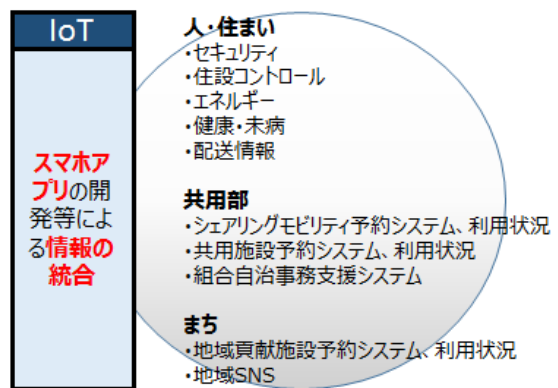 IoT
スマホア
プリの開
発等によ
る情報の
統合
人・住まい
・セキュリティ
・住設コントロール
・エネルギー
・健康・未病
・配送情報
共用部
・シェアリングモビリティ予約システム、利用状況
・共用施設予約システム、利用状況
・組合自治事務支援システム
まち
・地域貢献施設予約システム、利用状況
・地域SNS